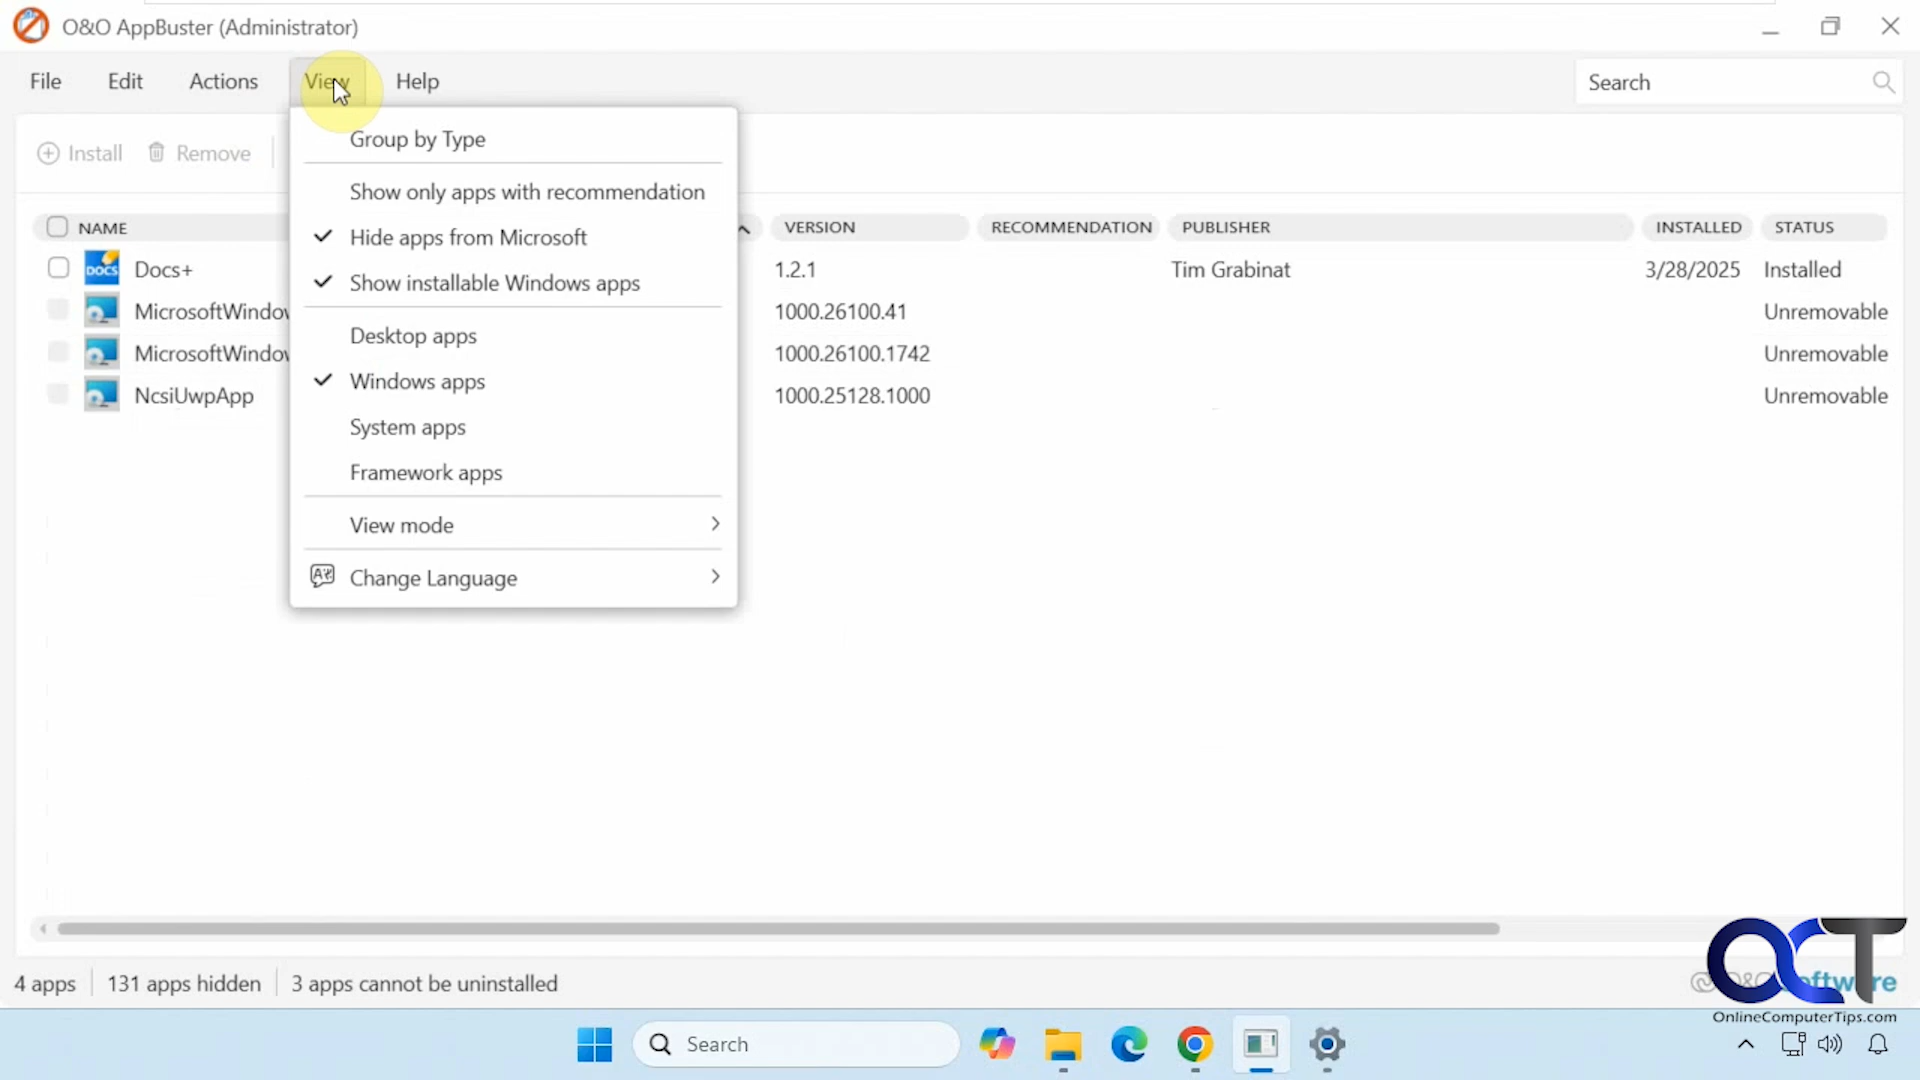 O&O AppBuster (Administrator)
File Edit Actions View Help
Search
Install Remove
Group by Type
Show only apps with recommendation
Hide apps from Microsoft
Show installable Windows apps
Desktop apps
Windows apps
System apps
Framework apps
View mode
Change Language
NAME VERSION RECOMMENDATION PUBLISHER INSTALLED STATUS
DOCS Docs+ 1.2.1 Tim Grabinat 3/28/2025 Installed
MicrosoftWindow 1000.26100.41 Unremovable
MicrosoftWindow 1000.26100.1742 Unremovable
NcsiUwpApp 1000.25128.1000 Unremovable
4 apps 131 apps hidden 3 apps cannot be uninstalled
OCT
OnlineComputerTips.com
Search